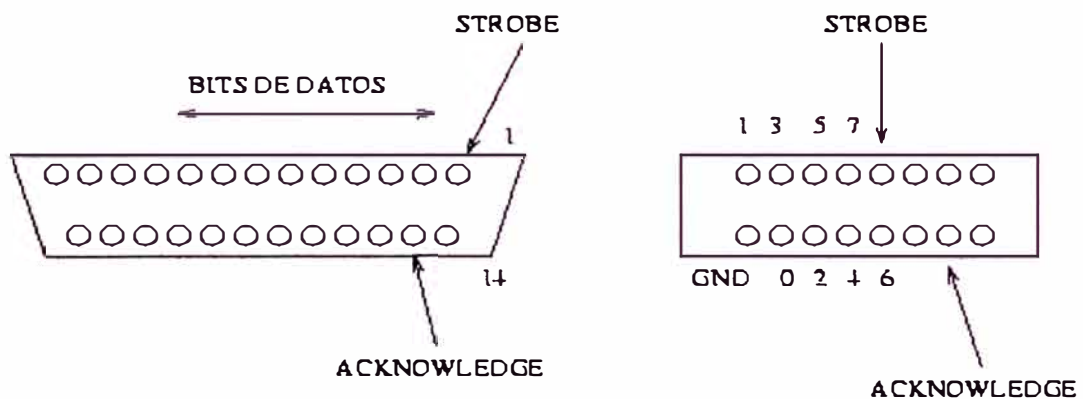 STROBE
STROBE
BITS DE DATOS
1
1 3 5 7
14
GND 0 2 4 6
ACKNOWLEDGE
ACKNOWLEDGE